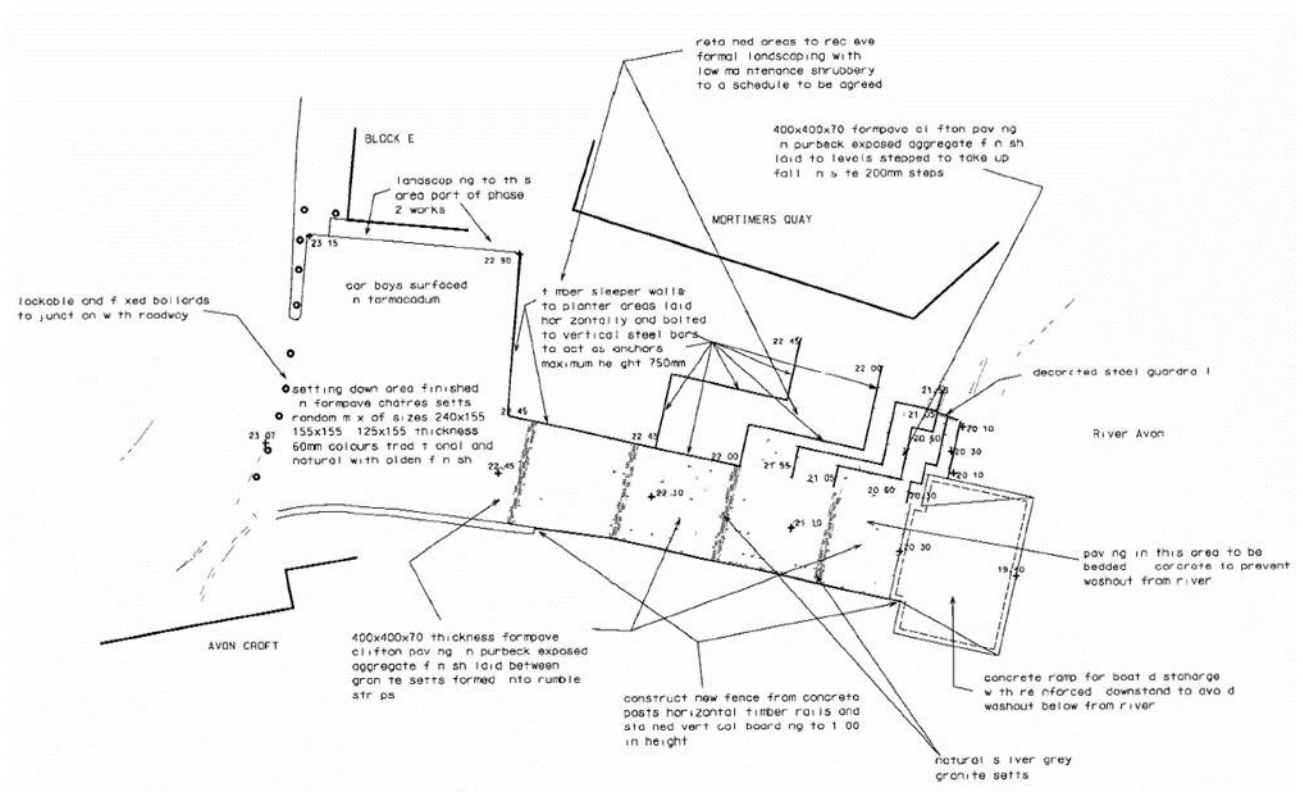 reta ned areas to rec eve
formal landscaping with
low ma ntenance shrubbery
to a schedule to be agreed
400x400x70 formpave cl fton pav ng
n purbeck exposed aggregate f n sh
laid to levels stepped to take up
fall n s te 200mm steps
BLOCK E
landscap ng to th s
area part of phase
2 works
MORTIMERS QUAY
23 15
22 90
car bays surfaced
n tarmacadum
lockable and f xed bollards
to junct on w th roadway
t mber sleeper walls
to planter areas laid
hor zontally and bolted
to vertical steel bars
to act as anchors
maximum he ght 750mm
22 45
22 00
21 55
decorated steel guardra l
setting down area finished
n formpave chatres setts
random m x of sizes 240x155
155x155 125x155 thickness
60mm colours trad t onal and
natural with olden f n sh
22 45
21 05
20 10
River Avon
23 07
22 45
20 60
20 30
22 45
22 00
21 55
21 05
20 60
20 30
20 10
22 10
21 10
20 30
19 40
pav ng in this area to be
bedded concrete to prevent
washout from river
AVON CROFT
400x400x70 thickness formpave
clifton pav ng n purbeck exposed
aggregate f n sh laid between
gran te setts formed nto rumble
str ps
construct new fence from concrete
posts horizontal timber rails and
sta ned vert cal board ng to 1 00
in height
concrete ramp for boat d scharge
w th re nforced downstand to avo d
washout below from river
natural s lver grey
granite setts